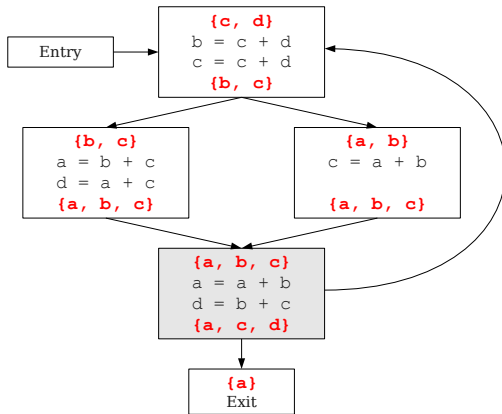 Entry
{c, d}
b = c + d
c = c + d
{b, c}
{b, c}
a = b + c
d = a + c
{a, b, c}
{a, b}
c = a + b
{a, b, c}
{a, b, c}
a = a + b
d = b + c
{a, c, d}
{a}
Exit